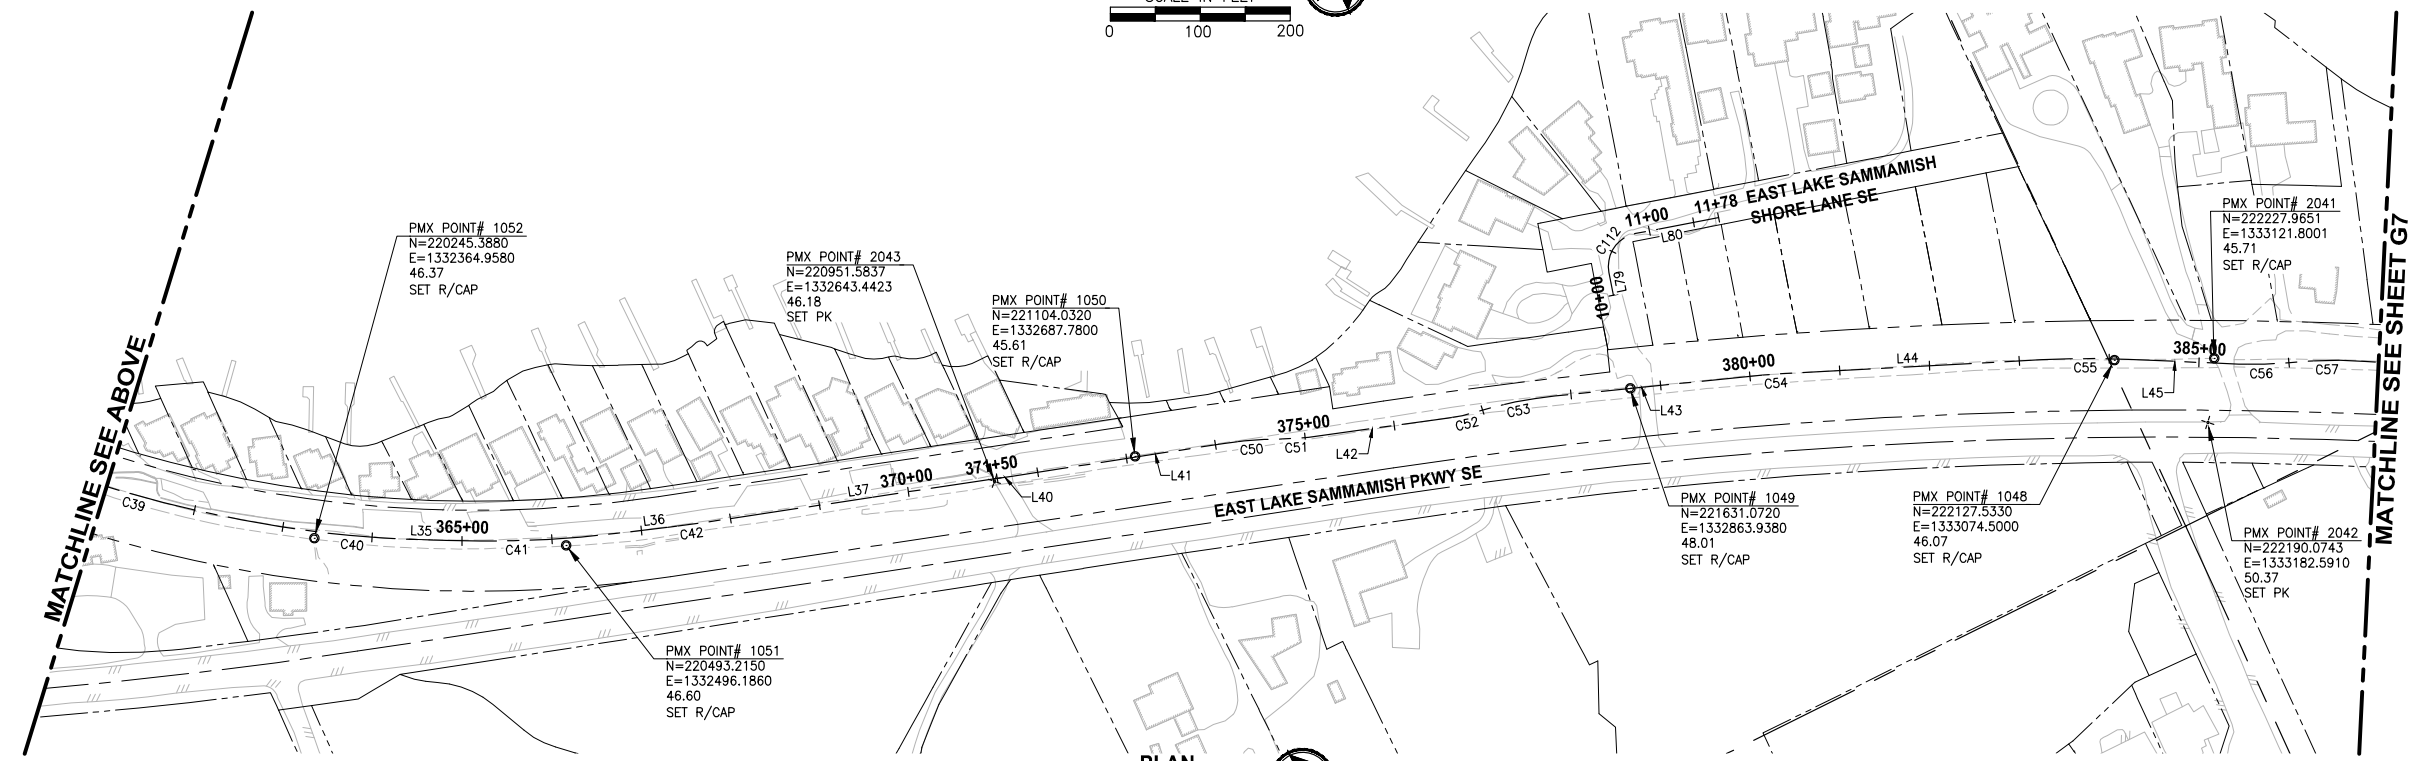 0
100
200
MATCHLINE SEE ABOVE
PMX POINT# 1052
N=220245.3880
E=1332364.9580
46.37
SET R/CAP
PMX POINT# 2043
N=220951.5837
E=1332643.4423
46.18
SET PK
PMX POINT# 1050
N=221104.0320
E=1332687.7800
45.61
SET R/CAP
11+00
11+78
EAST LAKE SAMMAMISH
SHORE LANE SE
C112
L80
L79
10+00
PMX POINT# 2041
N=222227.9651
E=1333121.8001
45.71
SET R/CAP
MATCHLINE SEE SHEET G7
C39
C40
L35
365+00
C41
L36
C42
L37
370+00
371+50
L40
L41
C50
375+00
C51
L42
C52
C53
L43
380+00
C54
L44
C55
L45
385+00
C56
C57
EAST LAKE SAMMAMISH PKWY SE
PMX POINT# 1049
N=221631.0720
E=1332863.9380
48.01
SET R/CAP
PMX POINT# 1048
N=222127.5330
E=1333074.5000
46.07
SET R/CAP
PMX POINT# 2042
N=222190.0743
E=1333182.5910
50.37
SET PK
PMX POINT# 1051
N=220493.2150
E=1332496.1860
46.60
SET R/CAP
PLAN